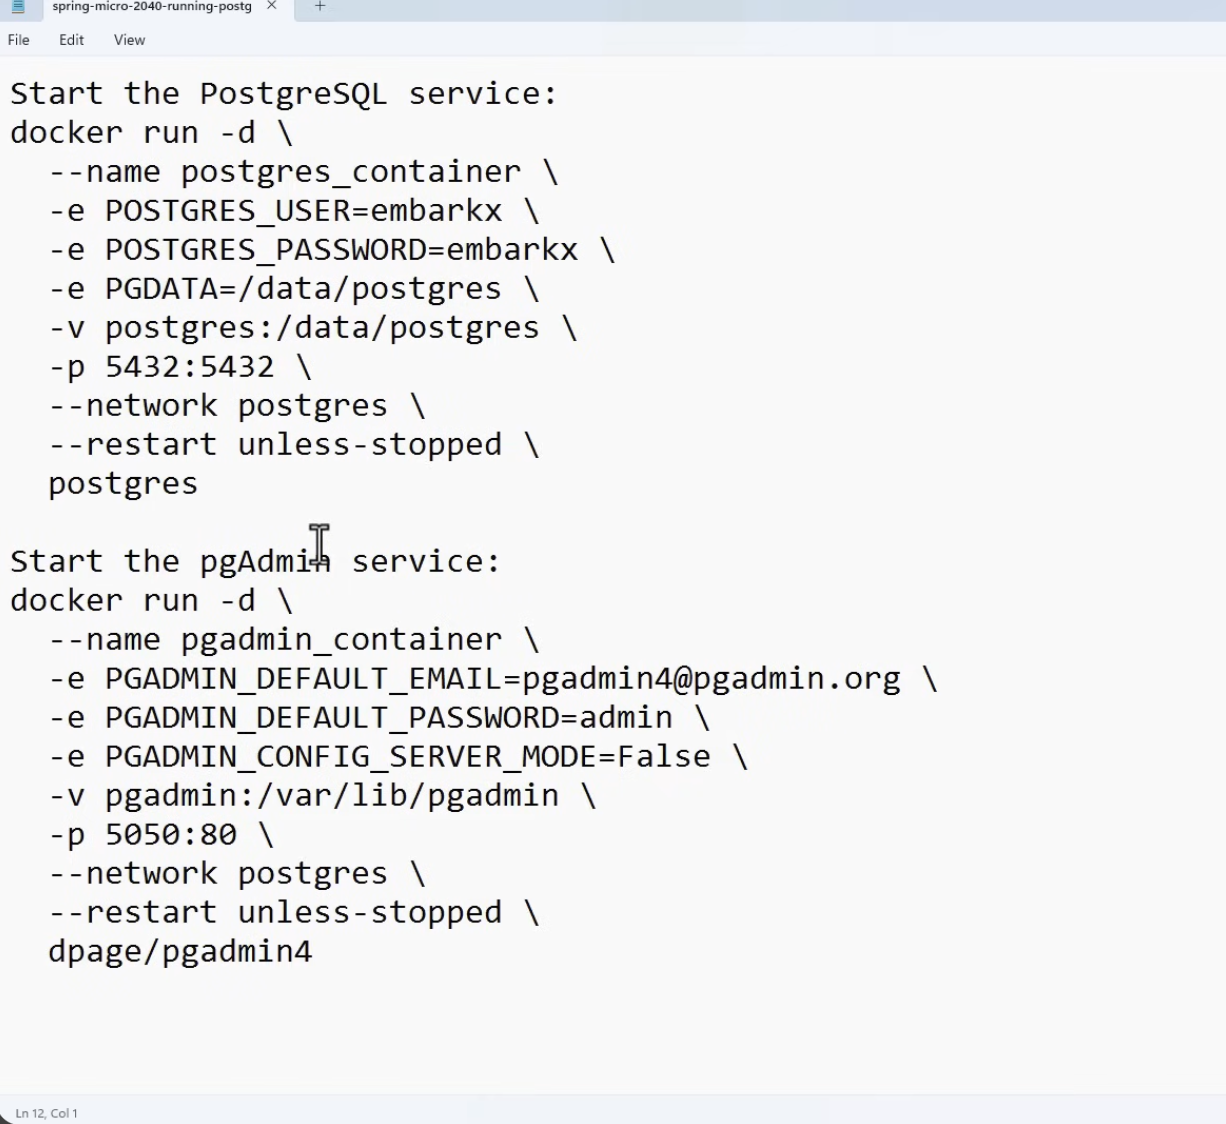 spring-micro-2040-running-postg
File Edit View
Start the PostgreSQL service:
docker run -d \
--name postgres_container \
-e POSTGRES_USER=embarkx \
-e POSTGRES_PASSWORD=embarkx \
-e PGDATA=/data/postgres \
-v postgres:/data/postgres \
-p 5432:5432 \
--network postgres \
--restart unless-stopped \
postgres
Start the pgAdmin service:
docker run -d \
--name pgadmin_container \
-e PGADMIN_DEFAULT_EMAIL=pgadmin4@pgadmin.org \
-e PGADMIN_DEFAULT_PASSWORD=admin \
-e PGADMIN_CONFIG_SERVER_MODE=False \
-v pgadmin:/var/lib/pgadmin \
-p 5050:80 \
--network postgres \
--restart unless-stopped \
dpage/pgadmin4
Ln 12, Col 1